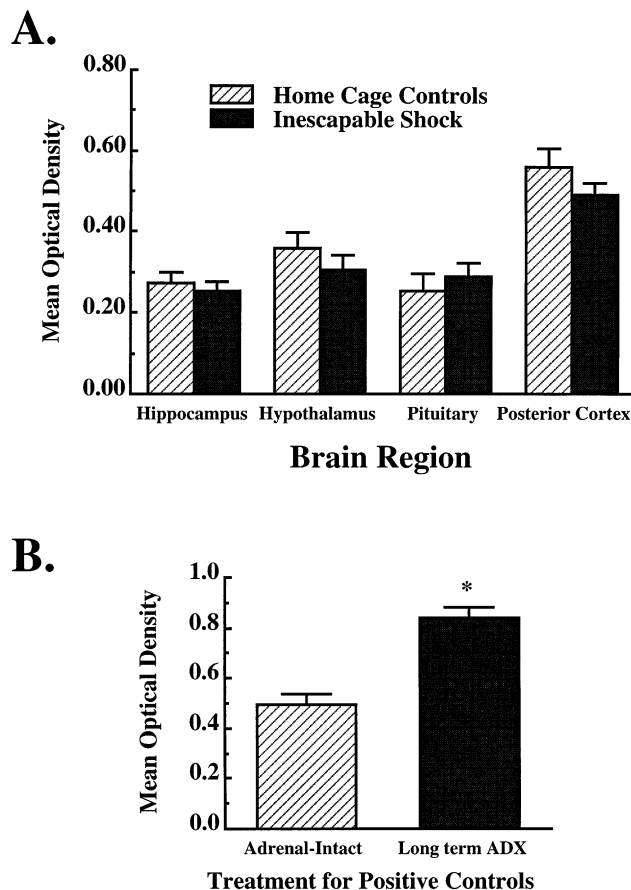 A.
0.80
0.60
0.40
0.20
0.00
Mean Optical Density
Home Cage Controls
Inescapable Shock
Hippocampus Hypothalamus Pituitary Posterior Cortex
Brain Region
B.
1.0
0.8
0.6
0.4
0.2
0.0
Mean Optical Density
*
Adrenal-Intact Long term ADX
Treatment for Positive Controls